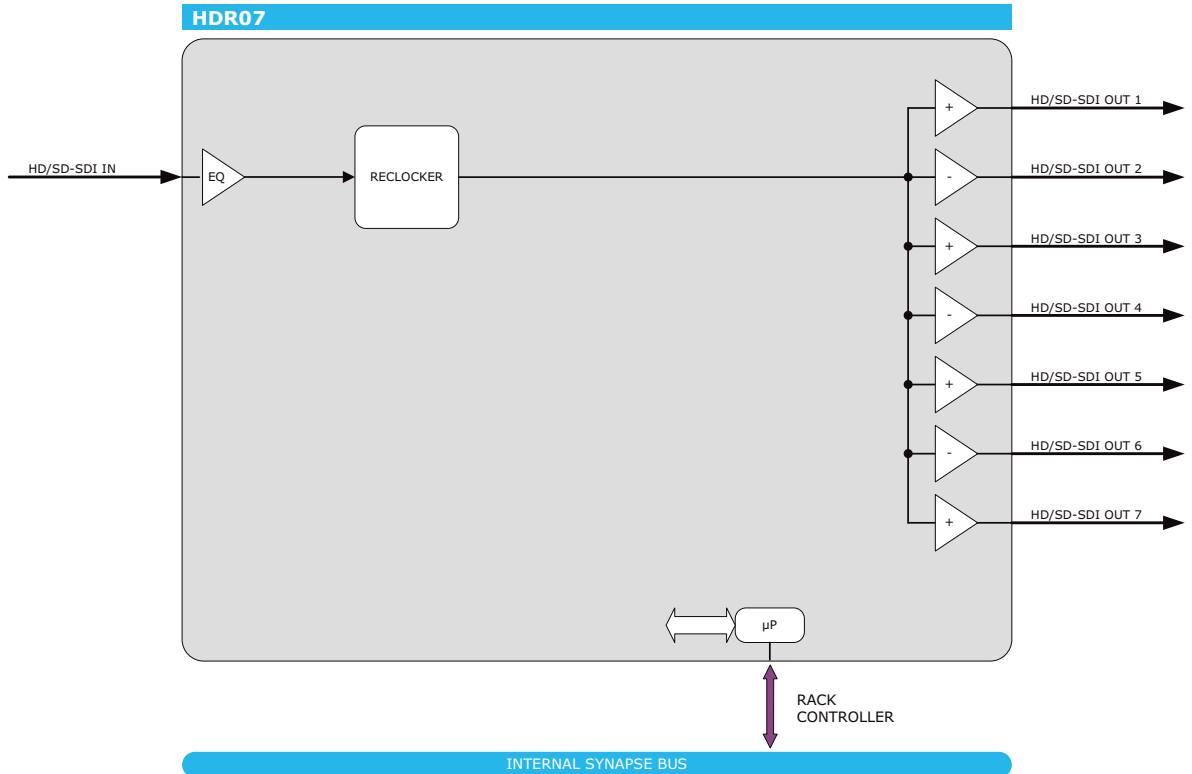 HDR07
HD/SD-SDI IN
EQ
RECLOCKER
+
HD/SD-SDI OUT 1
-
HD/SD-SDI OUT 2
+
HD/SD-SDI OUT 3
-
HD/SD-SDI OUT 4
+
HD/SD-SDI OUT 5
-
HD/SD-SDI OUT 6
+
HD/SD-SDI OUT 7
µP
RACK
CONTROLLER
INTERNAL SYNAPSE BUS